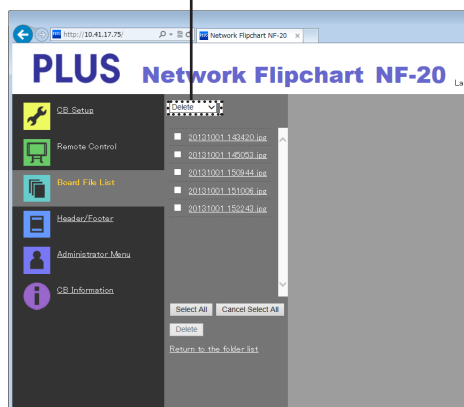 http://10.41.17.75/
Network Flipchart NF-20
PLUS Network Flipchart NF-20 La
CB Setup
Remote Control
Board File List
Header/Footer
Administrator Menu
CB Information
Delete
20131001_143420.jpg
20131001_145053.jpg
20131001_150944.jpg
20131001_151006.jpg
20131001_152243.jpg
Select All
Cancel Select All
Delete
Return to the folder list